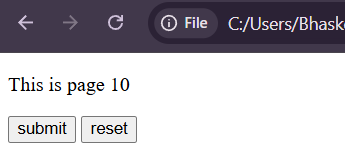 File C:/Users/Bhask
This is page 10
submit reset